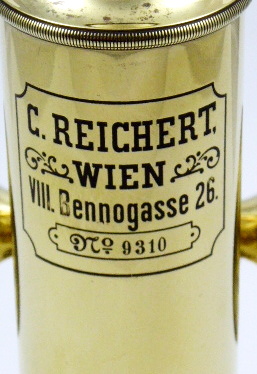 C. REICHERT,
WIEN
VIII. Bennogasse 26.
No 9310